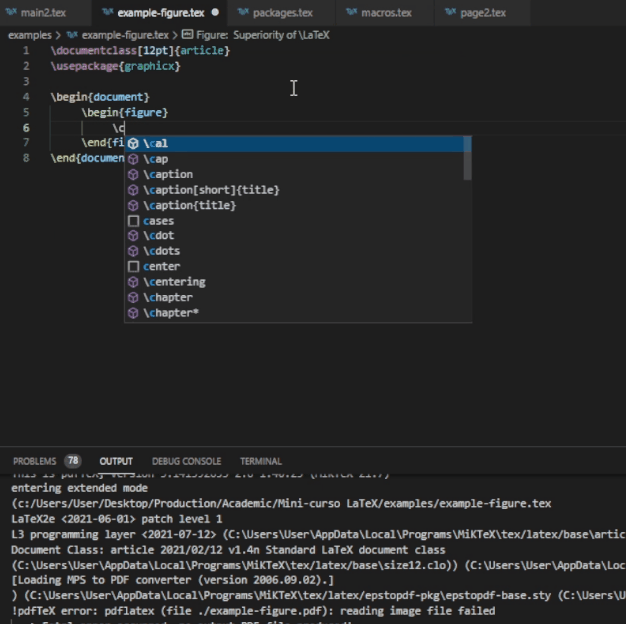 main2.tex example-figure.tex packages.tex macros.tex page2.tex
examples > example-figure.tex > Figure: Superiority of \LaTeX
1 \documentclass[12pt]{article}
2 \usepackage{graphicx}
3
4 \begin{document}
5 \begin{figure}
6 \c
7 \end{fi
8 \end{documen
\cal
\cap
\caption
\caption[short]{title}
\caption{title}
cases
\cdot
\cdots
center
\centering
\chapter
\chapter*
PROBLEMS 78 OUTPUT DEBUG CONSOLE TERMINAL
entering extended mode
(c:/Users/User/Desktop/Production/Academic/Mini-curso LaTeX/examples/example-figure.tex
LaTeX2e <2021-06-01> patch level 1
L3 programming layer <2021-07-12> (C:\Users\User\AppData\Local\Programs\MiKTeX\tex/latex/base\artic
Document Class: article 2021/02/12 v1.4n Standard LaTeX document class
(C:\Users\User\AppData\Local\Programs\MiKTeX\tex/latex/base\size12.clo)) (C:\Users\User\AppData\Loc
[Loading MPS to PDF converter (version 2006.09.02).]
) (C:\Users\User\AppData\Local\Programs\MiKTeX\tex/latex/epstopdf-pkg\epstopdf-base.sty (C:\Users\U
!pdfTeX error: pdflatex (file ./example-figure.pdf): reading image file failed